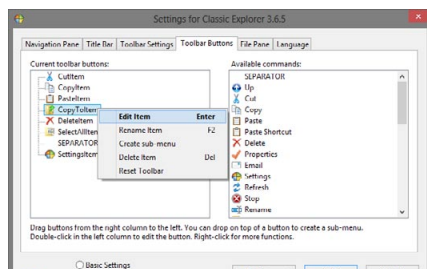 Settings for Classic Explorer 3.6.5
Navigation Pane Title Bar Toolbar Settings Toolbar Buttons File Pane Language
Current toolbar buttons:
CutItem
CopyItem
PasteItem
CopyToItem
DeleteItem
SelectAllItem
SEPARATOR
SettingsItem
Edit Item Enter
Rename Item F2
Create sub-menu
Delete Item Del
Reset Toolbar
Available commands:
SEPARATOR
Up
Cut
Copy
Paste
Paste Shortcut
Delete
Properties
Email
Settings
Refresh
Stop
Rename
Drag buttons from the right column to the left. You can drop on top of a button to create a sub-menu.
Double-click in the left column to edit the button. Right-click for more functions.
Basic Settings